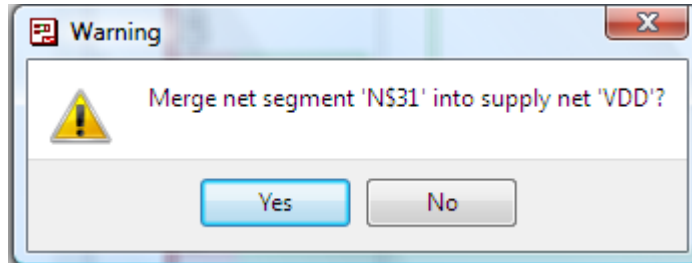 Warning
Merge net segment 'N$31' into supply net 'VDD'?
Yes
No